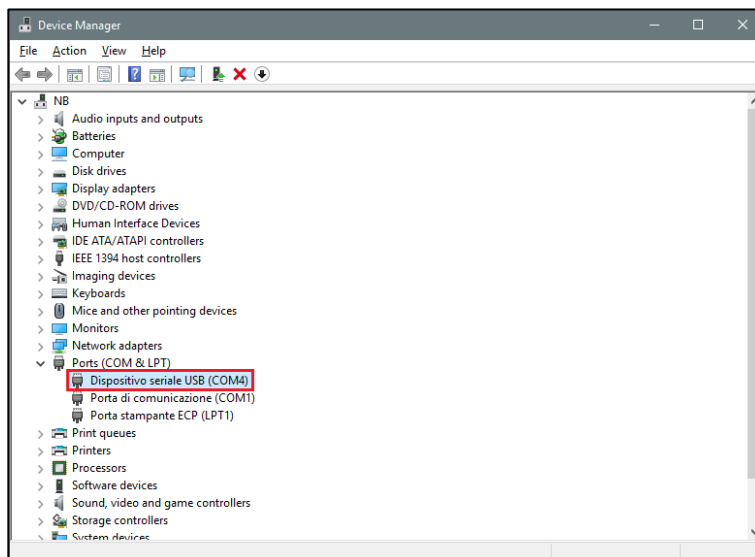 Device Manager
File Action View Help
NB
Audio inputs and outputs
Batteries
Computer
Disk drives
Display adapters
DVD/CD-ROM drives
Human Interface Devices
IDE ATA/ATAPI controllers
IEEE 1394 host controllers
Imaging devices
Keyboards
Mice and other pointing devices
Monitors
Network adapters
Ports (COM & LPT)
Dispositivo seriale USB (COM4)
Porta di comunicazione (COM1)
Porta stampante ECP (LPT1)
Print queues
Printers
Processors
Software devices
Sound, video and game controllers
Storage controllers
System devices